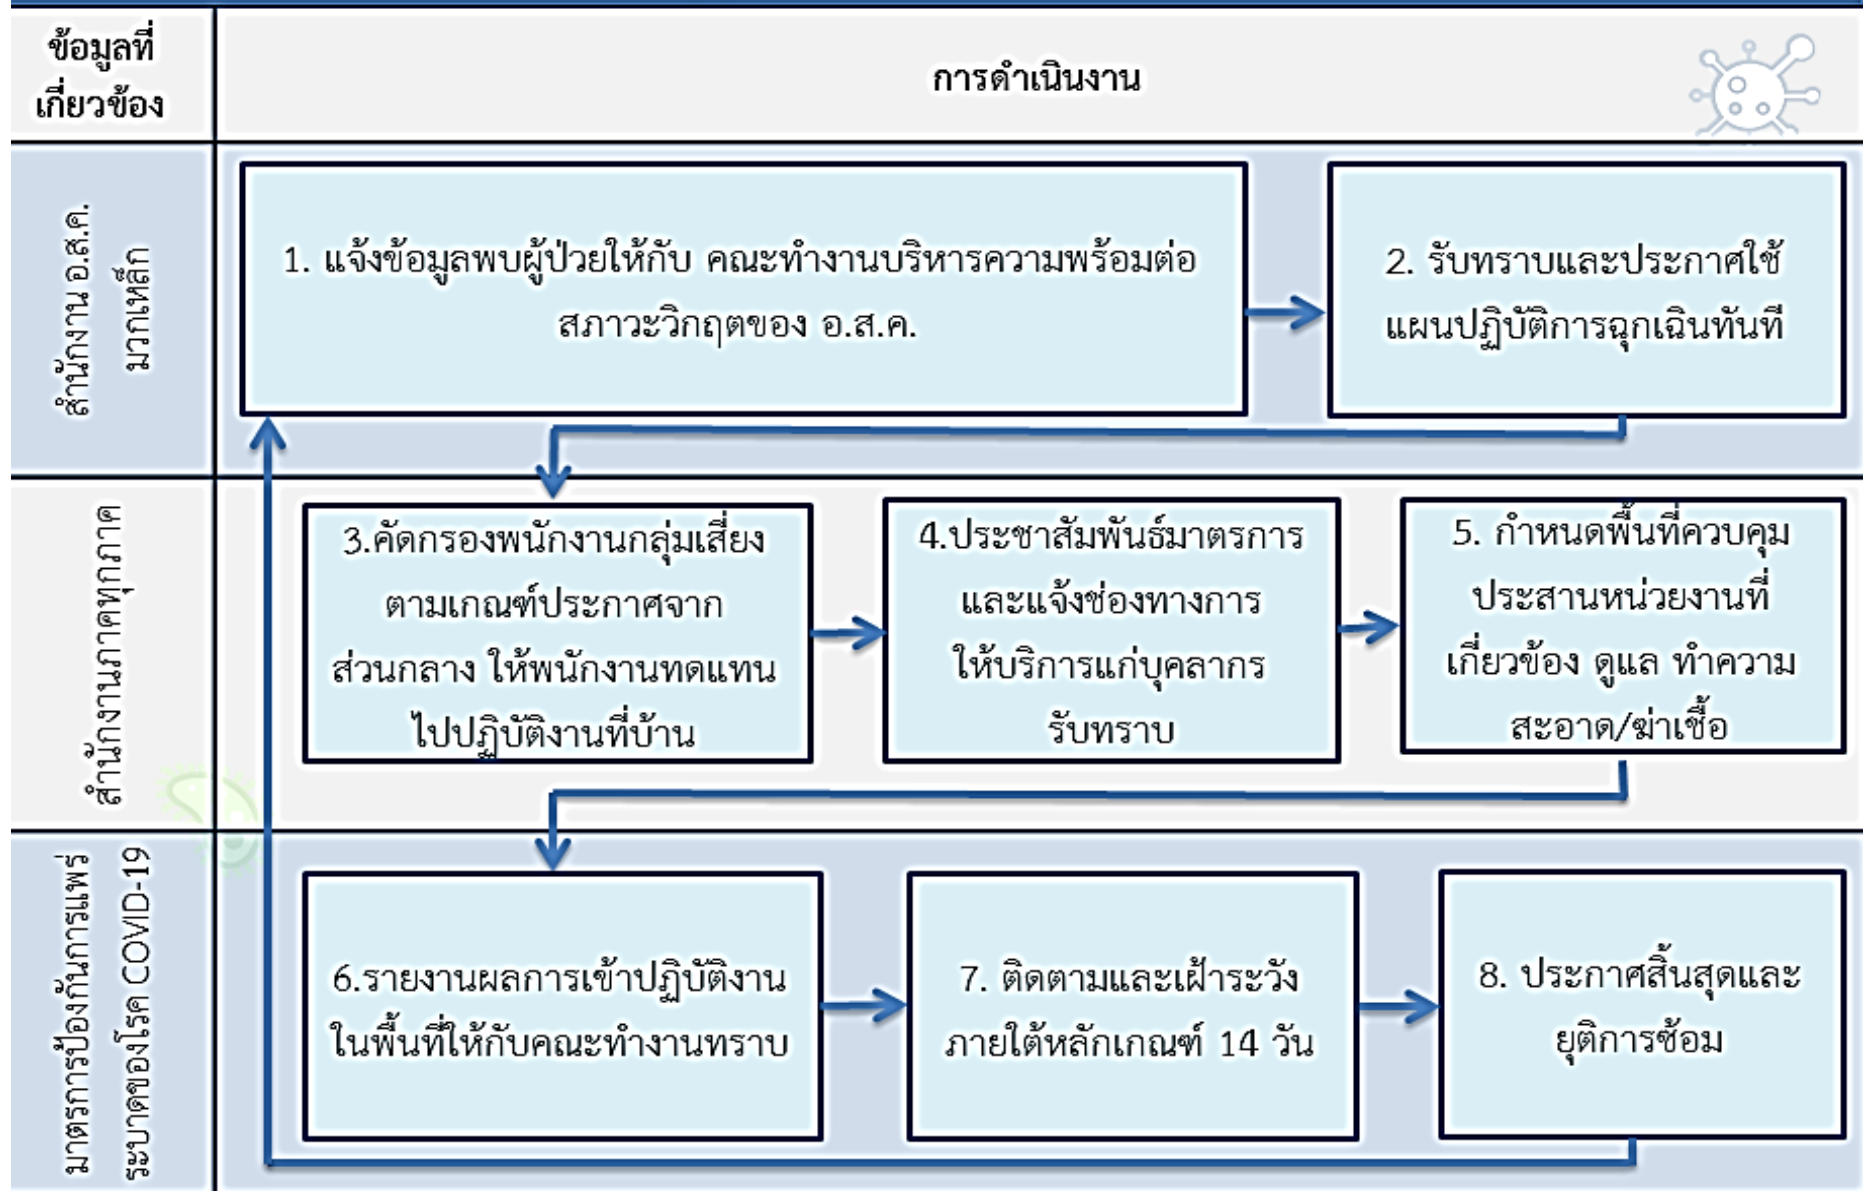 ข้อมูลที่
เกี่ยวข้อง
การดำเนินงาน
สำนักงาน อ.ส.ค.
มวกเหล็ก
1. แจ้งข้อมูลพบผู้ป่วยให้กับ คณะทำงานบริหารความพร้อมต่อ
สภาวะวิกฤตของ อ.ส.ค.
2. รับทราบและประกาศใช้
แผนปฏิบัติการฉุกเฉินทันที
สำนักงานภาคทุกภาค
3.คัดกรองพนักงานกลุ่มเสี่ยง
ตามเกณฑ์ประกาศจาก
ส่วนกลาง ให้พนักงานทดแทน
ไปปฏิบัติงานที่บ้าน
4.ประชาสัมพันธ์มาตรการ
และแจ้งช่องทางการ
ให้บริการแก่บุคลากร
รับทราบ
5. กำหนดพื้นที่ควบคุม
ประสานหน่วยงานที่
เกี่ยวข้อง ดูแล ทำความ
สะอาด/ฆ่าเชื้อ
มาตรการป้องกันการแพร่
ระบาดของโรค COVID-19
6.รายงานผลการเข้าปฏิบัติงาน
ในพื้นที่ให้กับคณะทำงานทราบ
7. ติดตามและเฝ้าระวัง
ภายใต้หลักเกณฑ์ 14 วัน
8. ประกาศสิ้นสุดและ
ยุติการซ้อม